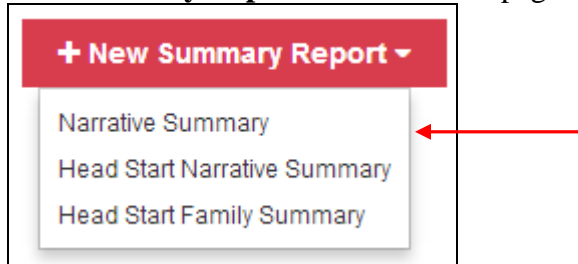 + New Summary Report
Narrative Summary
Head Start Narrative Summary
Head Start Family Summary